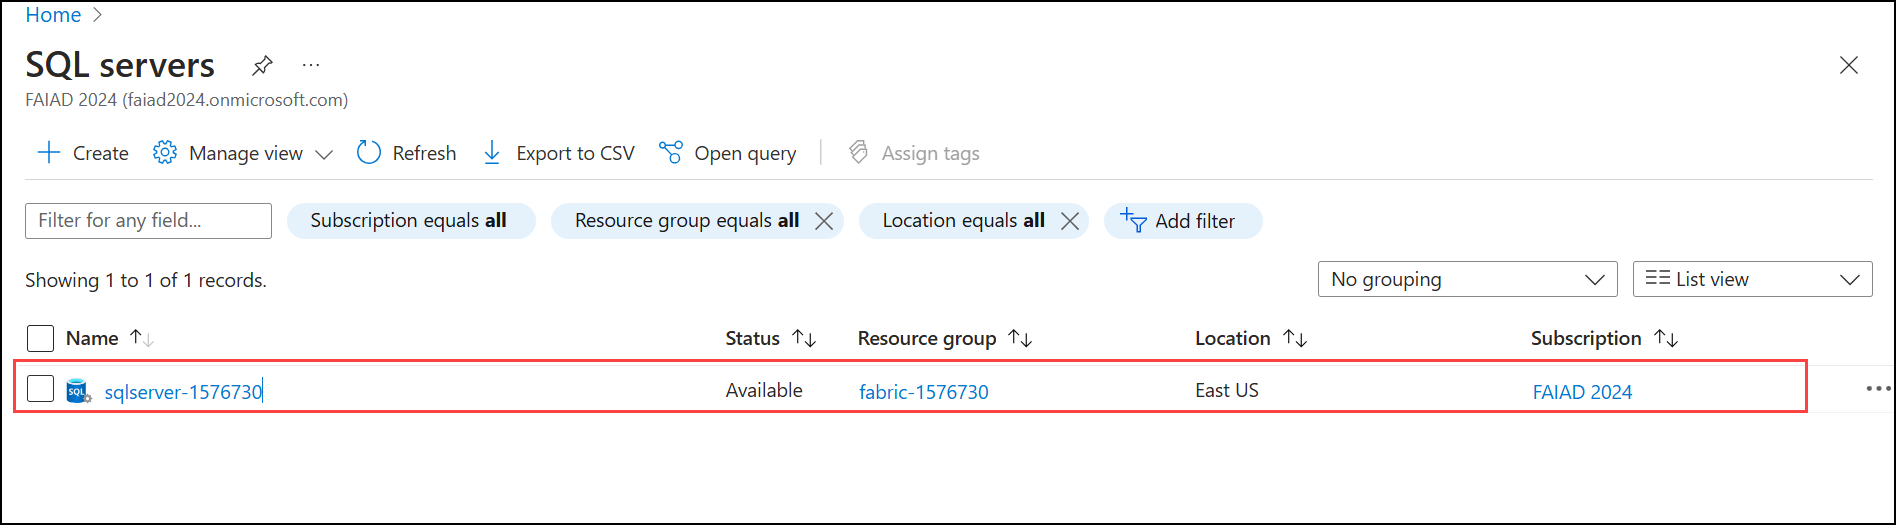 Home
SQL servers
FAIAD 2024 (faiad2024.onmicrosoft.com)
Create Manage view Refresh Export to CSV Open query Assign tags
Filter for any field... Subscription equals all Resource group equals all Location equals all Add filter
Showing 1 to 1 of 1 records. No grouping List view
Name Status Resource group Location Subscription
SQL sqlserver-1576730 Available fabric-1576730 East US FAIAD 2024